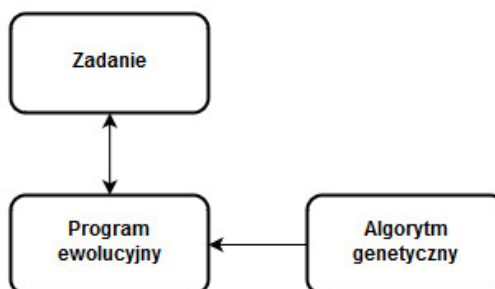 Zadanie
Program
ewolucyjny
Algorytm
genetyczny